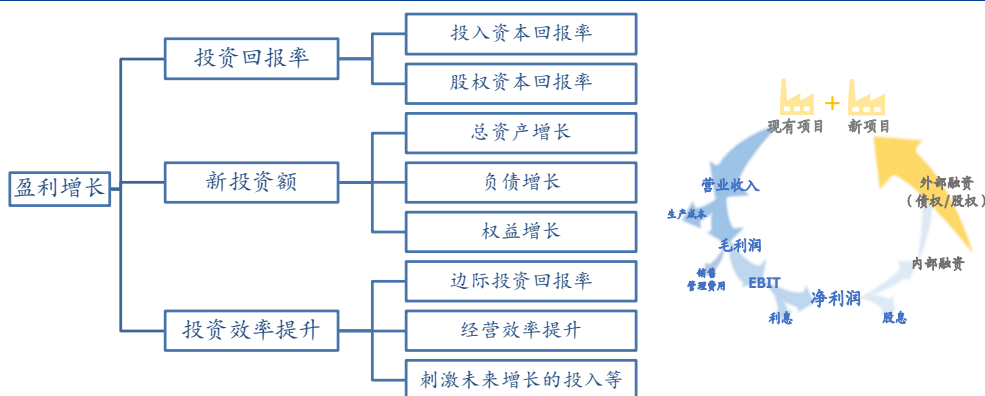 盈利增长
投资回报率
投入资本回报率
股权资本回报率
新投资额
总资产增长
负债增长
权益增长
投资效率提升
边际投资回报率
经营效率提升
刺激未来增长的投入等
+
现有项目
新项目
营业收入
生产成本
毛利润
销售
管理费用
EBIT
利息
净利润
股息
内部融资
外部融资
（债权/股权）